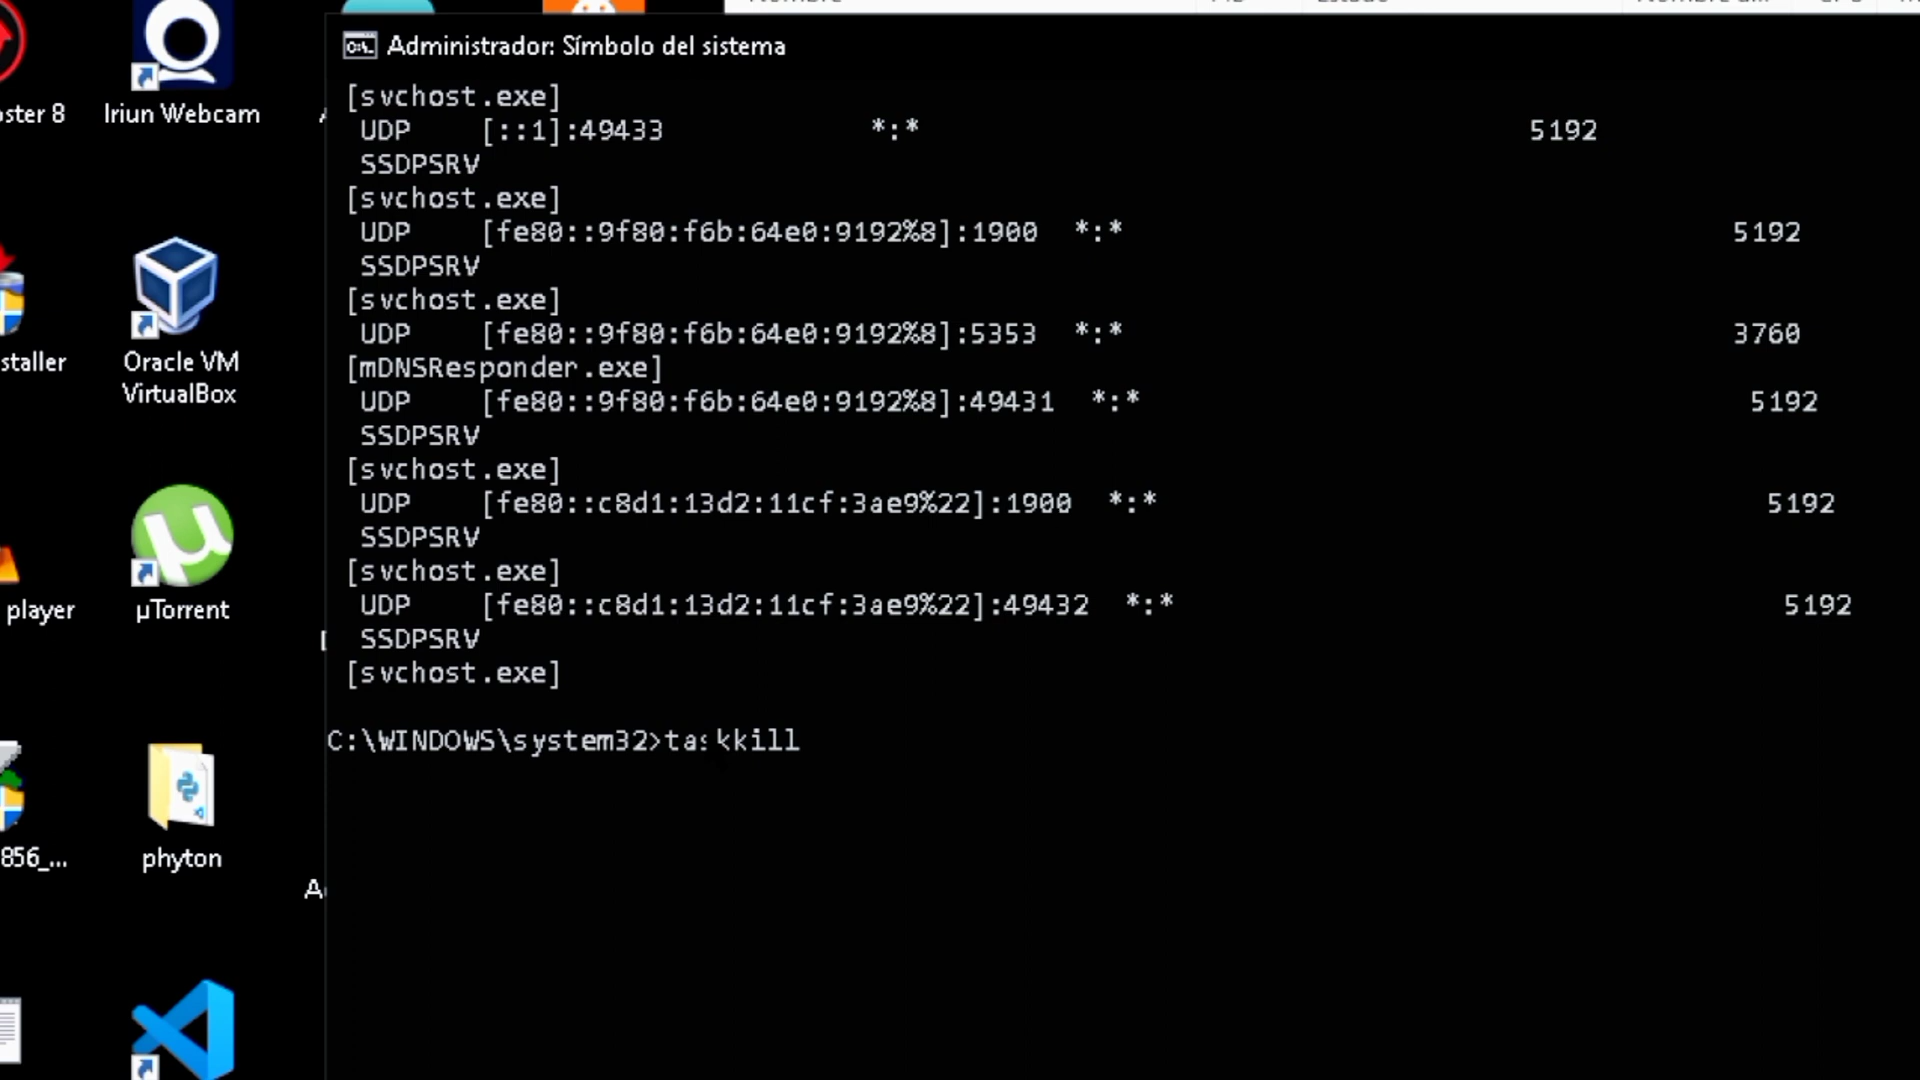 Administrador: Símbolo del sistema
[svchost.exe]
UDP [::1]:49433 *:* 5192
SSDPSRV
[svchost.exe]
UDP [fe80::9f80:f6b:64e0:9192%8]:1900 *:* 5192
SSDPSRV
[svchost.exe]
UDP [fe80::9f80:f6b:64e0:9192%8]:5353 *:* 3760
[mDNSResponder.exe]
UDP [fe80::9f80:f6b:64e0:9192%8]:49431 *:* 5192
SSDPSRV
[svchost.exe]
UDP [fe80::c8d1:13d2:11cf:3ae9%22]:1900 *:* 5192
SSDPSRV
[svchost.exe]
UDP [fe80::c8d1:13d2:11cf:3ae9%22]:49432 *:* 5192
SSDPSRV
[svchost.exe]
C:\WINDOWS\system32>taskkill
oster 8
Iriun Webcam
staller
Oracle VM
VirtualBox
player
µTorrent
856_...
phyton